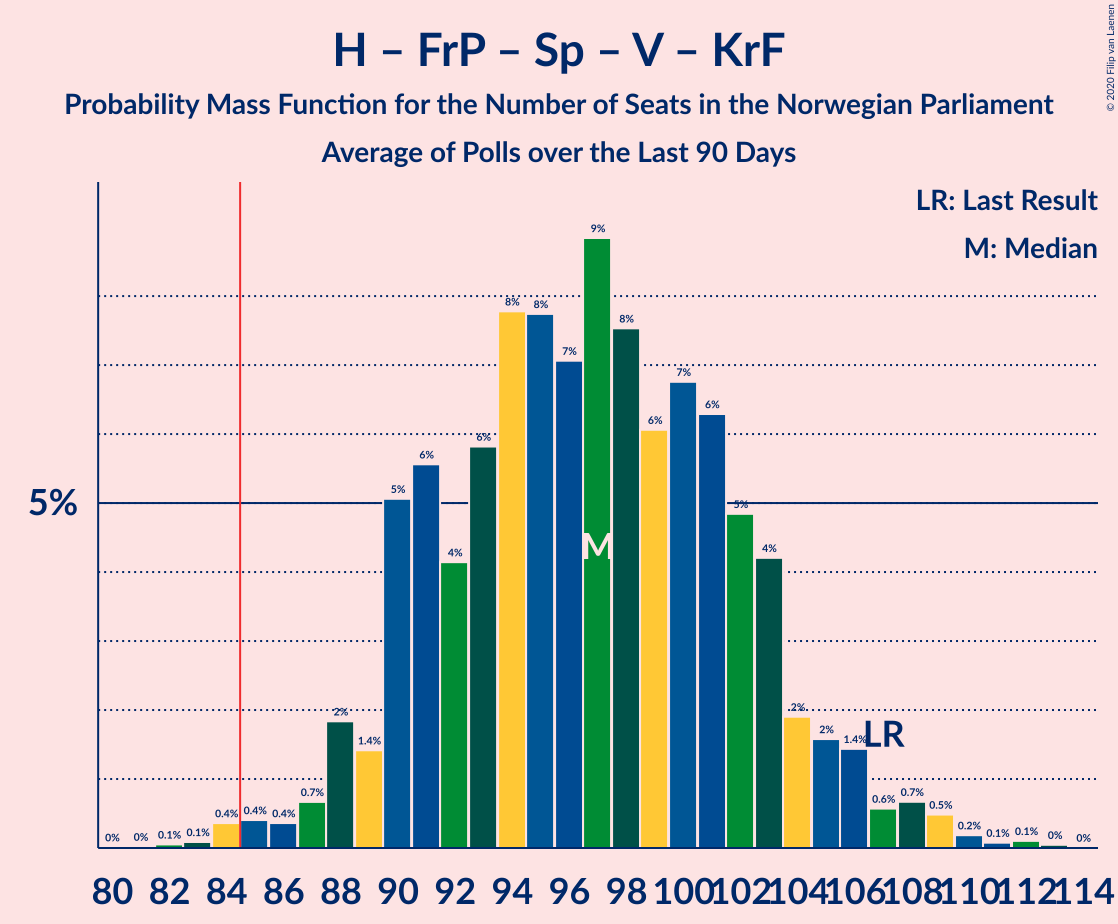 H – FrP – Sp – V – KrF
Probability Mass Function for the Number of Seats in the Norwegian Parliament
Average of Polls over the Last 90 Days
© 2020 Filip van Laenen
LR: Last Result
M: Median
5%
0% 0% 0.1% 0.1% 0.4% 0.4% 0.4% 0.7% 2% 1.4% 5% 6% 4% 6% 8% 8% 7% 9% 8% 6% 7% 6% 5% 4% 2% 2% 1.4% 0.6% 0.7% 0.5% 0.2% 0.1% 0.1% 0% 0%
M
LR
80 82 84 86 88 90 92 94 96 98 100 102 104 106 108 110 112 114